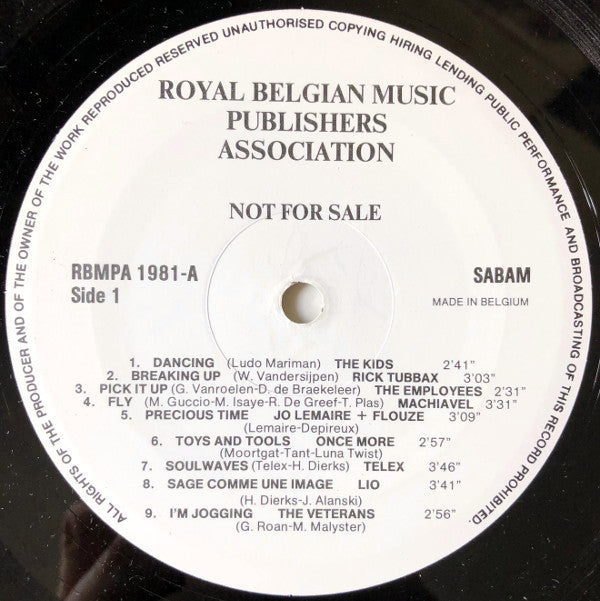 ALL RIGHTS OF THE PRODUCER AND OF THE OWNER OF THE WORK REPRODUCED RESERVED UNAUTHORISED COPYING HIRING LENDING PUBLIC PERFORMANCE AND BROADCASTING OF THIS RECORD PROHIBITED.
ROYAL BELGIAN MUSIC
PUBLISHERS
ASSOCIATION
NOT FOR SALE
RBMPA 1981-A SABAM
Side 1 MADE IN BELGIUM
1. DANCING (Ludo Mariman) THE KIDS 2'41"
2. BREAKING UP (W. Vandersijpen) RICK TUBBAX 3'03"
3. PICK IT UP (G. Vanroelen-D. de Braekeleer) THE EMPLOYEES 2'31"
4. FLY (M. Guccio-M. Isaye-R. De Greef-T. Plas) MACHIAVEL 3'31"
5. PRECIOUS TIME JO LEMAIRE + FLOUZE 3'09"
(Lemaire-Depireux)
6. TOYS AND TOOLS ONCE MORE 2'57"
(Moortgat-Tant-Luna Twist)
7. SOULWAVES (Telex-H. Dierks) TELEX 3'46"
8. SAGE COMME UNE IMAGE LIO 3'41"
(H. Dierks-J. Alanski)
9. I'M JOGGING THE VETERANS 2'56"
(G. Roan-M. Malyster)